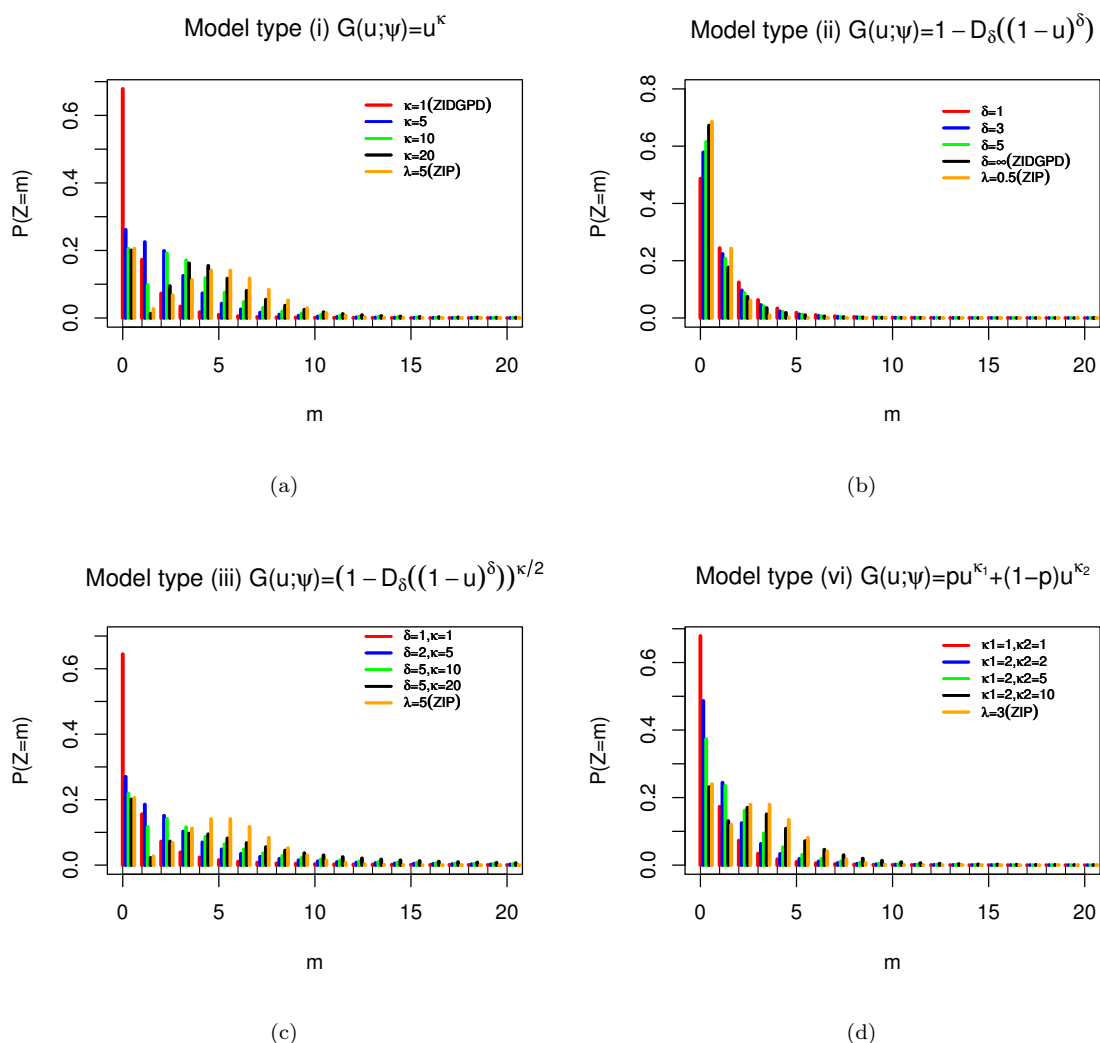 Model type (i) G(u;ψ)=u^κ
P(Z=m)
0.0
0.2
0.4
0.6
κ=1(ZIDGPD)
κ=5
κ=10
κ=20
λ=5(ZIP)
0 5 10 15 20
m
(a)
Model type (ii) G(u;ψ)=1−D_δ((1−u)^δ)
P(Z=m)
0.0
0.2
0.4
0.6
0.8
δ=1
δ=3
δ=5
δ=∞(ZIDGPD)
λ=0.5(ZIP)
0 5 10 15 20
m
(b)
Model type (iii) G(u;ψ)=(1−D_δ((1−u)^δ))^κ/2
P(Z=m)
0.0
0.2
0.4
0.6
δ=1,κ=1
δ=2,κ=5
δ=5,κ=10
δ=5,κ=20
λ=5(ZIP)
0 5 10 15 20
m
(c)
Model type (vi) G(u;ψ)=pu^κ₁+(1−p)u^κ₂
P(Z=m)
0.0
0.2
0.4
0.6
κ1=1,κ2=1
κ1=2,κ2=2
κ1=2,κ2=5
κ1=2,κ2=10
λ=3(ZIP)
0 5 10 15 20
m
(d)